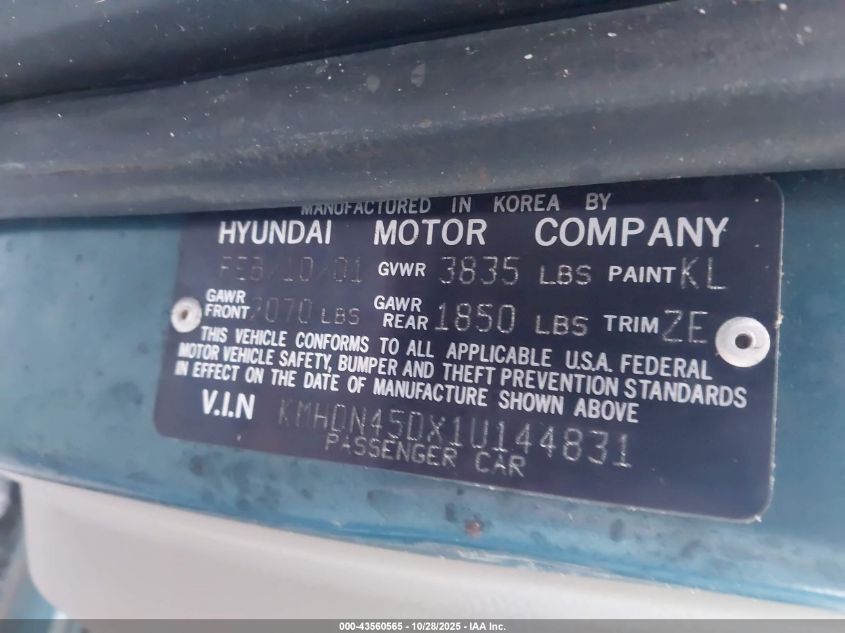 MANUFACTURED IN KOREA BY
HYUNDAI MOTOR COMPANY
FEB/10/01 GVWR 3835 LBS PAINT KL
GAWR FRONT 2070 LBS GAWR REAR 1850 LBS TRIM ZE
THIS VEHICLE CONFORMS TO ALL APPLICABLE U.S.A. FEDERAL
MOTOR VEHICLE SAFETY, BUMPER AND THEFT PREVENTION STANDARDS
IN EFFECT ON THE DATE OF MANUFACTURE SHOWN ABOVE
V.I.N KMHDN45DX1U144831
PASSENGER CAR
000-43560565 - 10/28/2025 - IAA Inc.